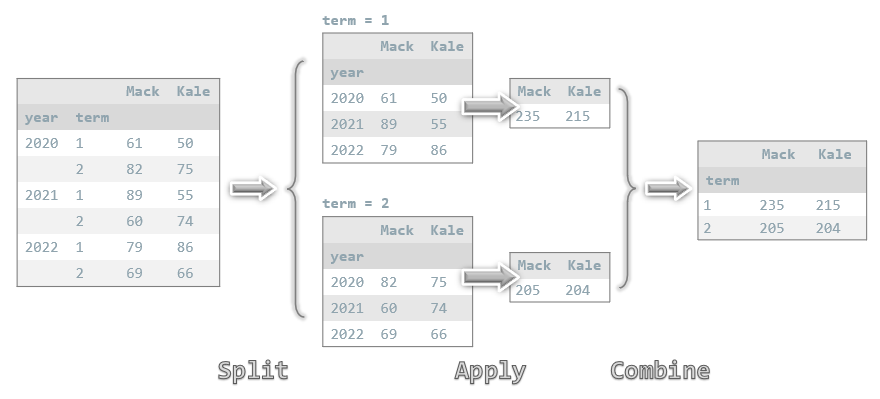 Mack Kale
year term
2020 1 61 50
2 82 75
2021 1 89 55
2 60 74
2022 1 79 86
2 69 66
term = 1
Mack Kale
year
2020 61 50
2021 89 55
2022 79 86
term = 2
Mack Kale
year
2020 82 75
2021 60 74
2022 69 66
Mack Kale
235 215
Mack Kale
205 204
Mack Kale
term
1 235 215
2 205 204
Split Apply Combine